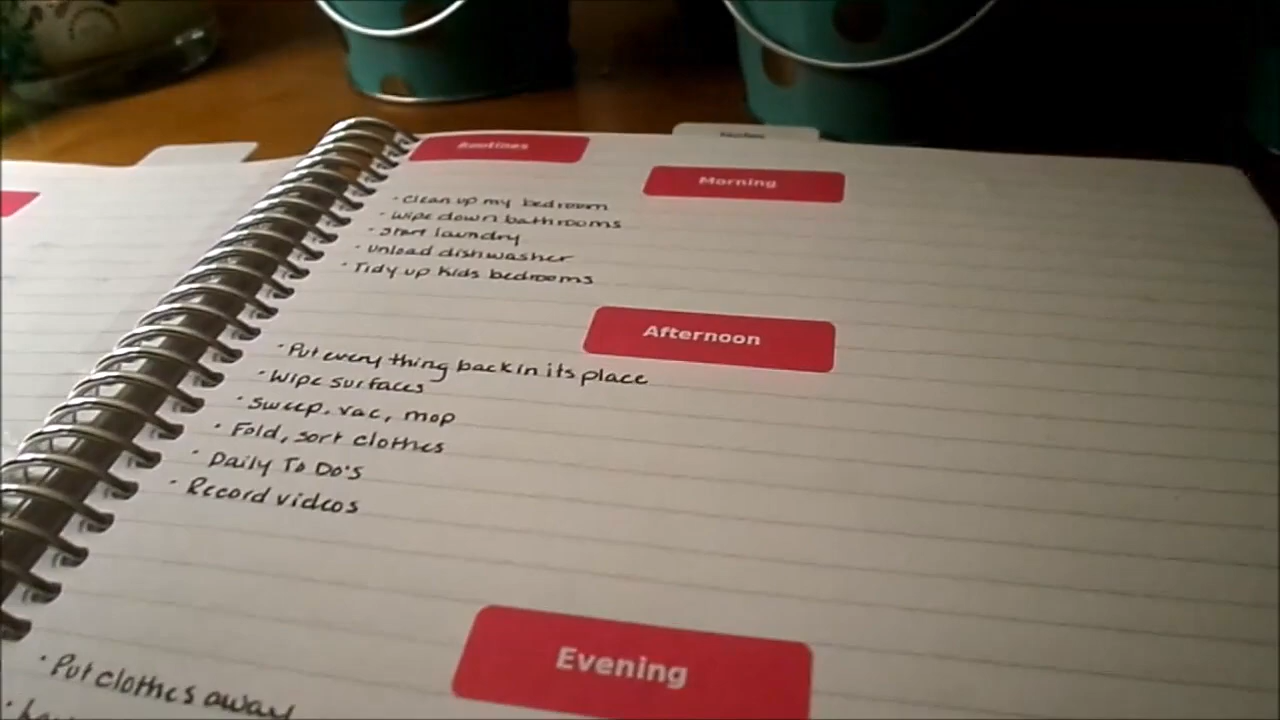 Routines
Notes
Morning
· Clean up my bedroom
· Wipe down bathrooms
· Start laundry
· Unload dishwasher
· Tidy up kids bedrooms
Afternoon
· Put every thing back in its place
· Wipe surfaces
· Sweep, vac, mop
· Fold, sort clothes
· Daily To Do's
· Record videos
Evening
· Put clothes away